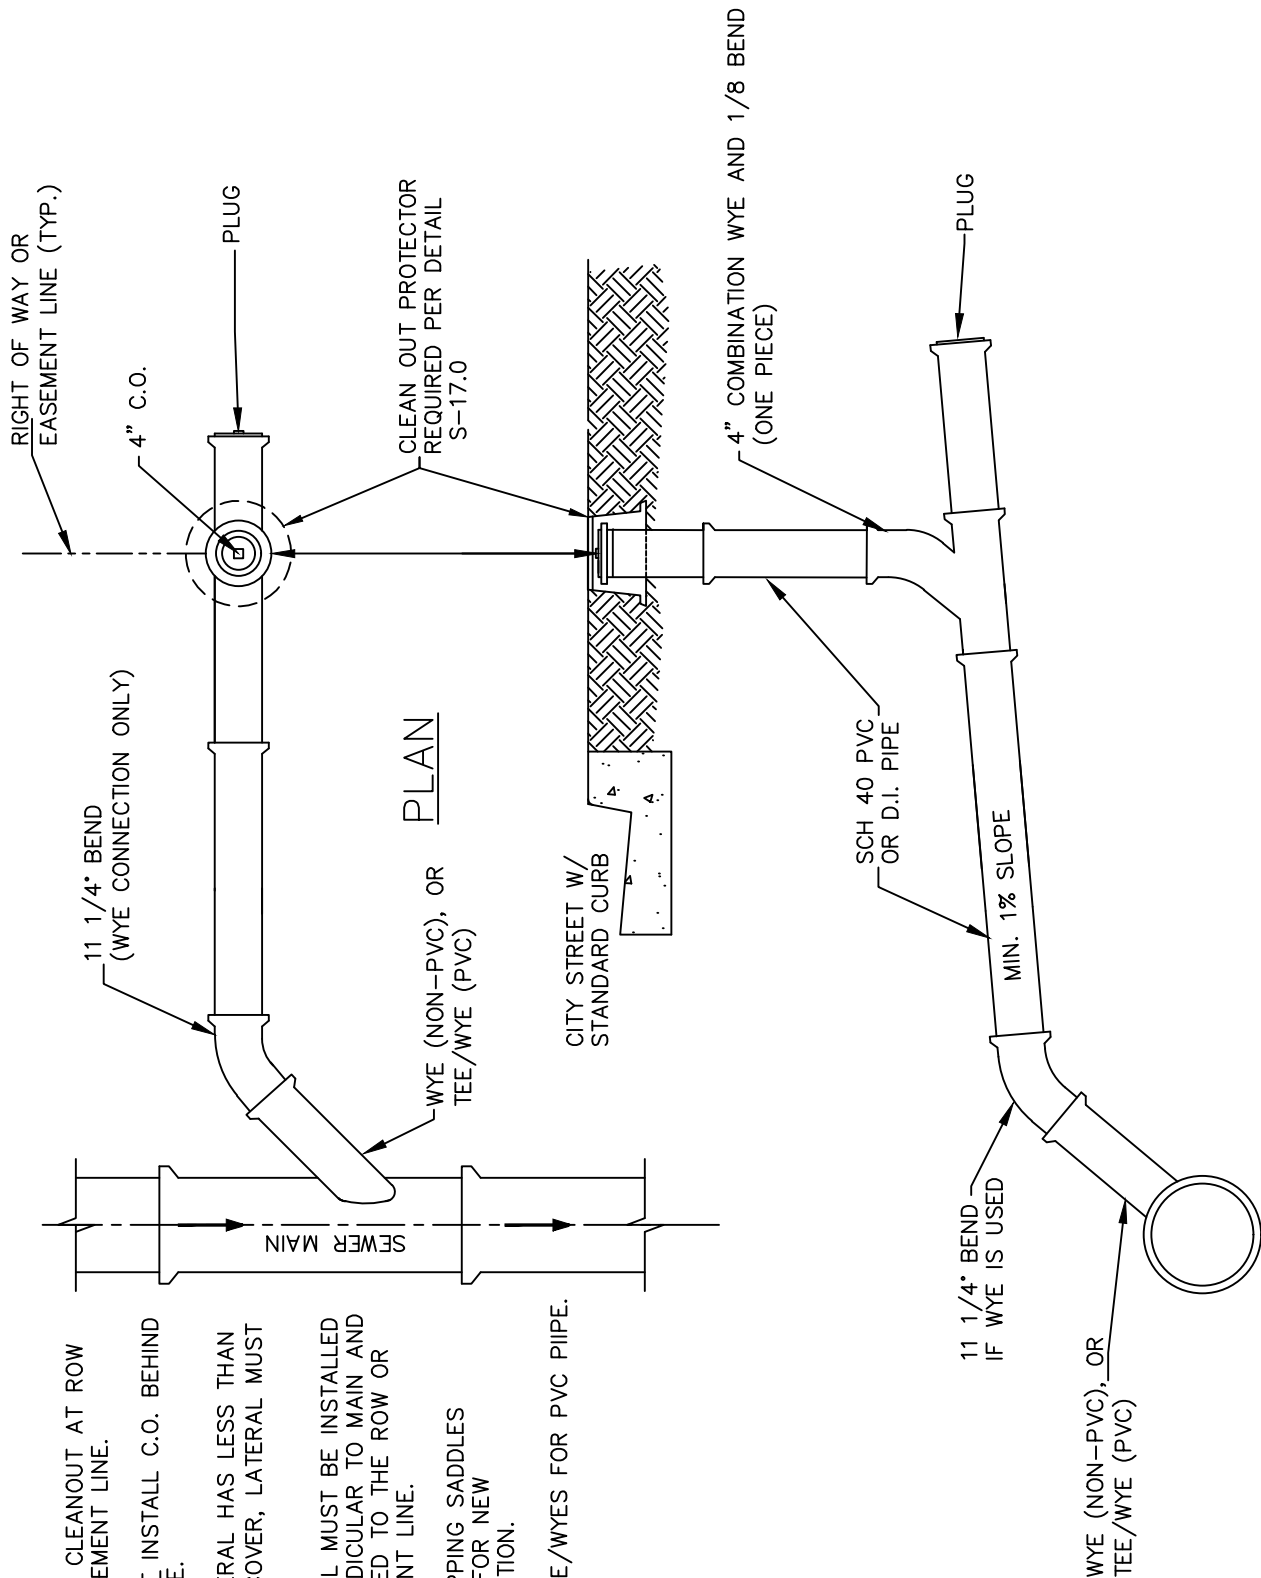 CLEANOUT AT ROW
EMENT LINE.
INSTALL C.O. BEHIND
E.
RAL HAS LESS THAN
COVER, LATERAL MUST
L MUST BE INSTALLED
DICULAR TO MAIN AND
ED TO THE ROW OR
NT LINE.
PPING SADDLES
FOR NEW
TION.
E/WYES FOR PVC PIIPE.
RIGHT OF WAY OR
EASEMENT LINE (TYP.)
4" C.O.
PLUG
11 1/4° BEND
(WYE CONNECTION ONLY)
CLEAN OUT PROTECTOR
REQUIRED PER DETAIL
S-17.0
WYE (NON-PVC), OR
TEE/WYE (PVC)
SEWER MAIN
PLAN
CITY STREET W/
STANDARD CURB
4" COMBINATION WYE AND 1/8 BEND
(ONE PIECE)
SCH 40 PVC
OR D.I. PIPE
PLUG
MIN. 1% SLOPE
11 1/4° BEND
IF WYE IS USED
WYE (NON-PVC), OR
TEE/WYE (PVC)